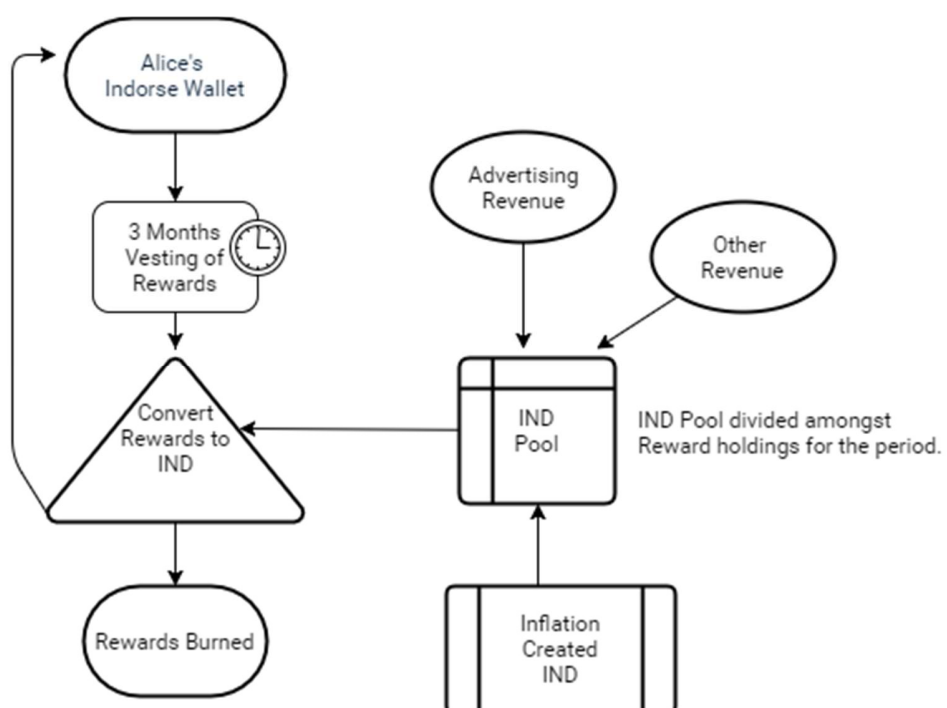 Alice's
Indorse Wallet
3 Months
Vesting of
Rewards
Advertising
Revenue
Other
Revenue
Convert
Rewards to
IND
IND
Pool
IND Pool divided amongst
Reward holdings for the period.
Rewards Burned
Inflation
Created
IND